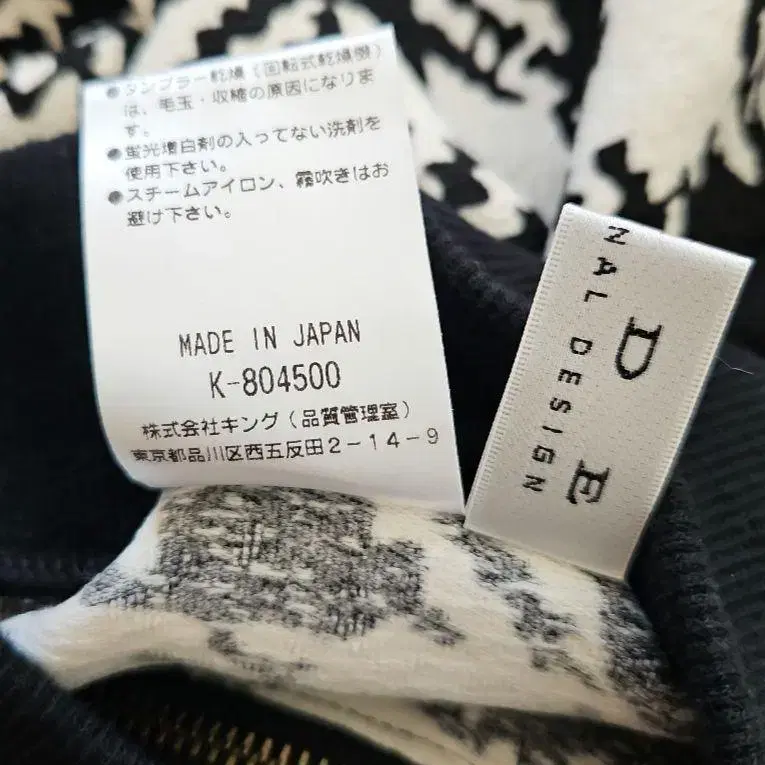 ●タンブラー乾燥（回転式乾燥機）
は、毛玉・収縮の原因になりま
す。
●蛍光増白剤の入ってない洗剤を
使用下さい。
●スチームアイロン、霧吹きはお
避け下さい。
MADE IN JAPAN
K-804500
株式会社キング（品質管理室）
東京都品川区西五反田2-14-9
D E
NAL DESIGN